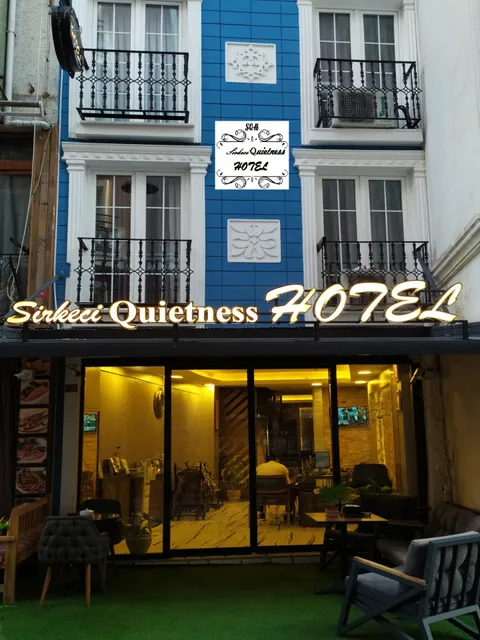 SQH
Sirkeci Quietness
HOTEL
Sirkeci Quietness HOTEL